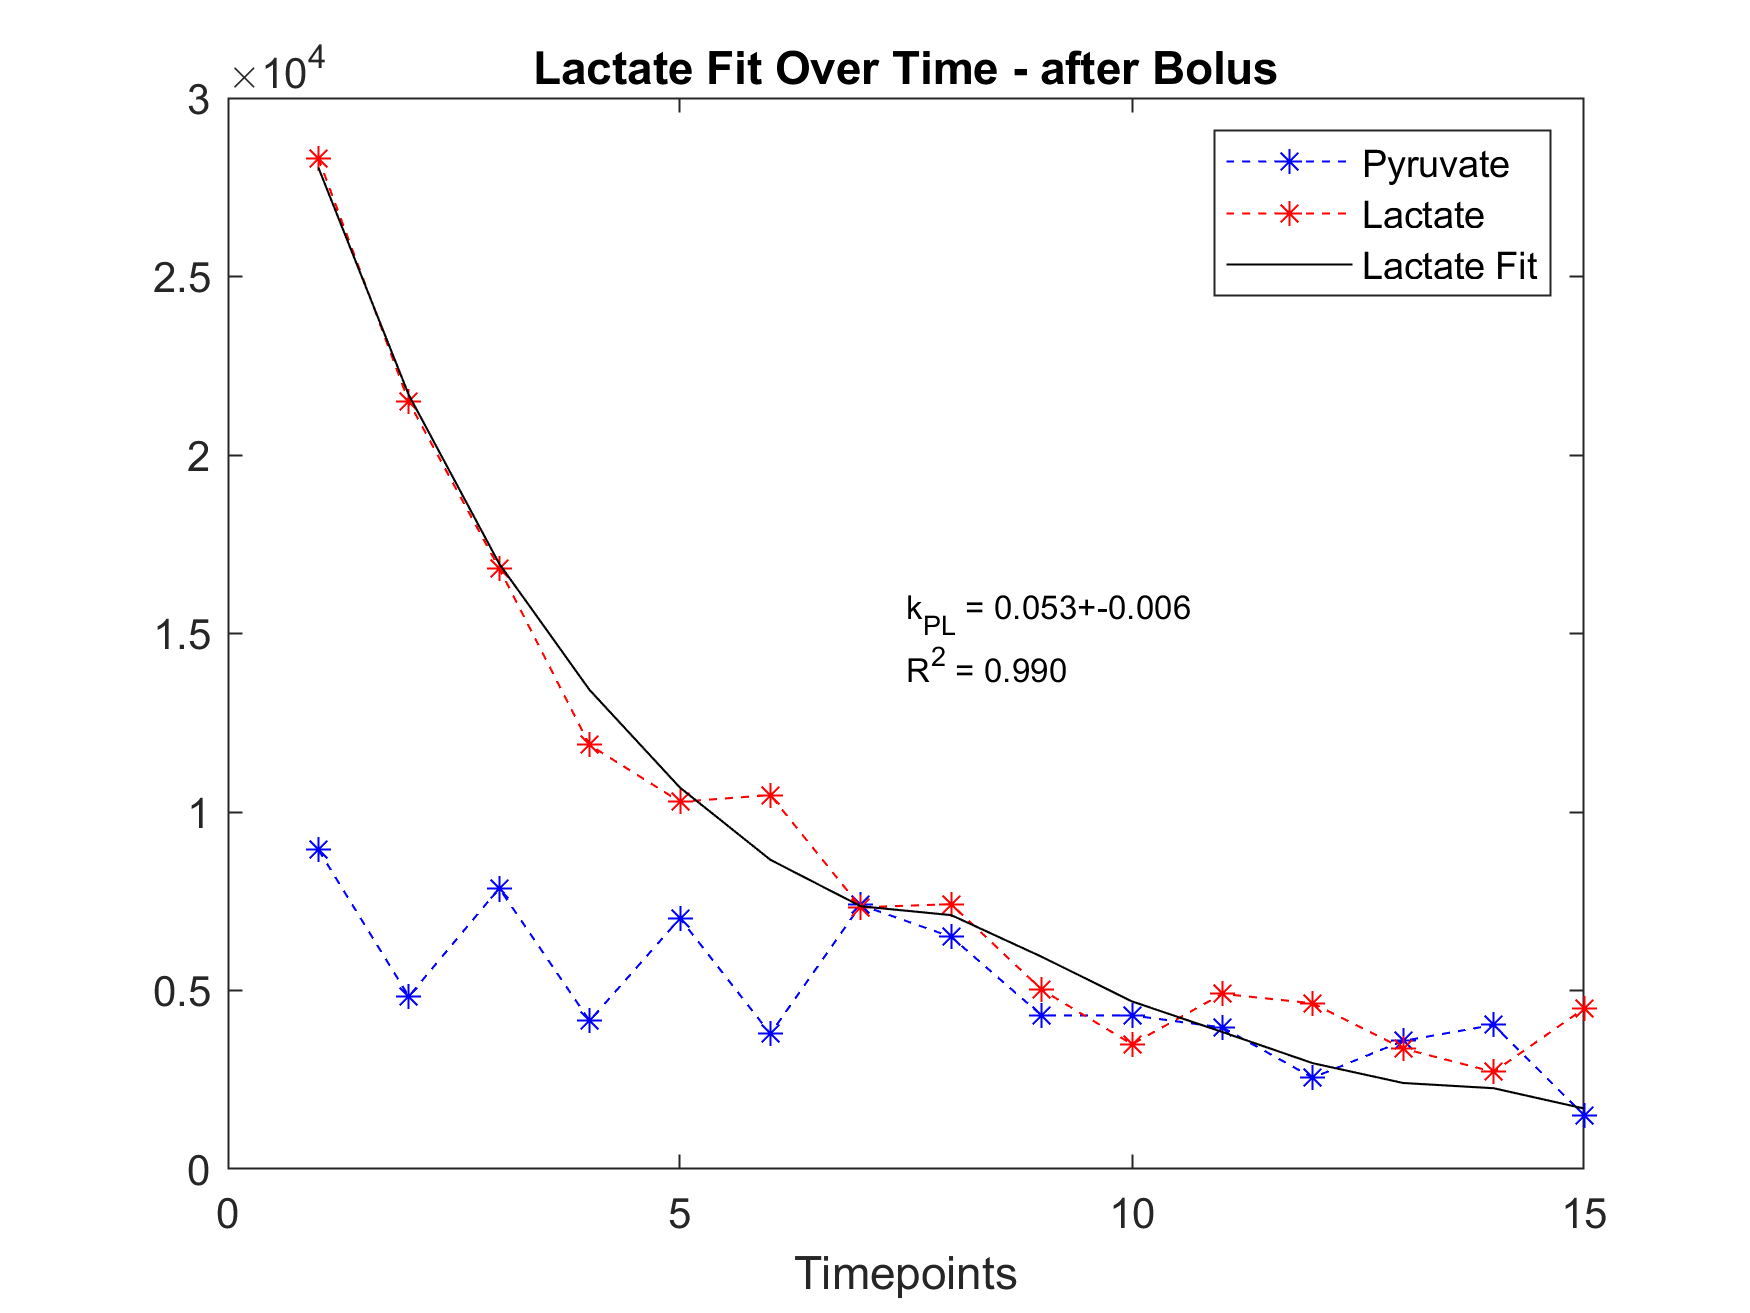 Lactate Fit Over Time - after Bolus
×10^4
3
2.5
2
1.5
1
0.5
0
0 5 10 15
Timepoints
Pyruvate
Lactate
Lactate Fit
k_PL = 0.053+-0.006
R^2 = 0.990